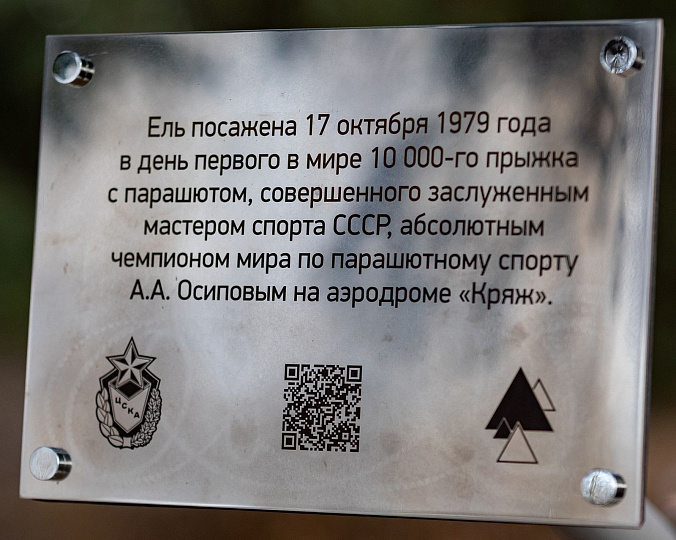 Ель посажена 17 октября 1979 года
в день первого в мире 10 000-го прыжка
с парашютом, совершенного заслуженным
мастером спорта СССР, абсолютным
чемпионом мира по парашютному спорту
А.А. Осиповым на аэродроме «Кряж».
ЦСКА